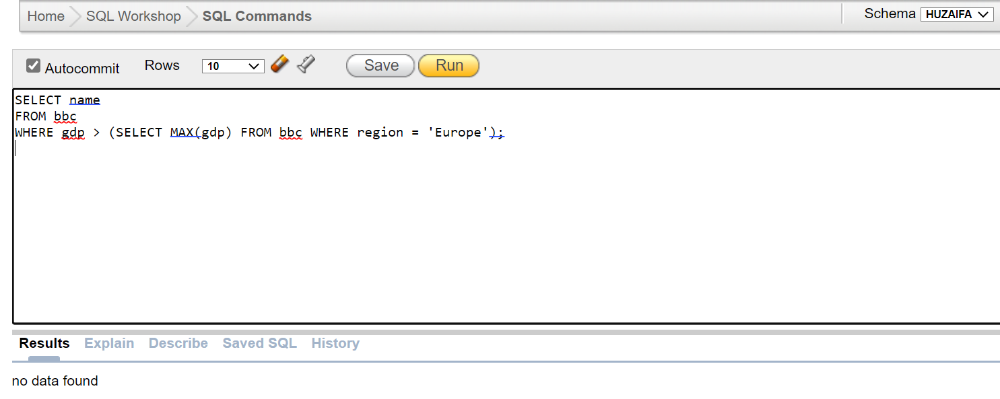 Home SQL Workshop SQL Commands Schema HUZAIFA
Autocommit Rows 10 Save Run
SELECT name
FROM bbc
WHERE gdp > (SELECT MAX(gdp) FROM bbc WHERE region = 'Europe');
Results Explain Describe Saved SQL History
no data found